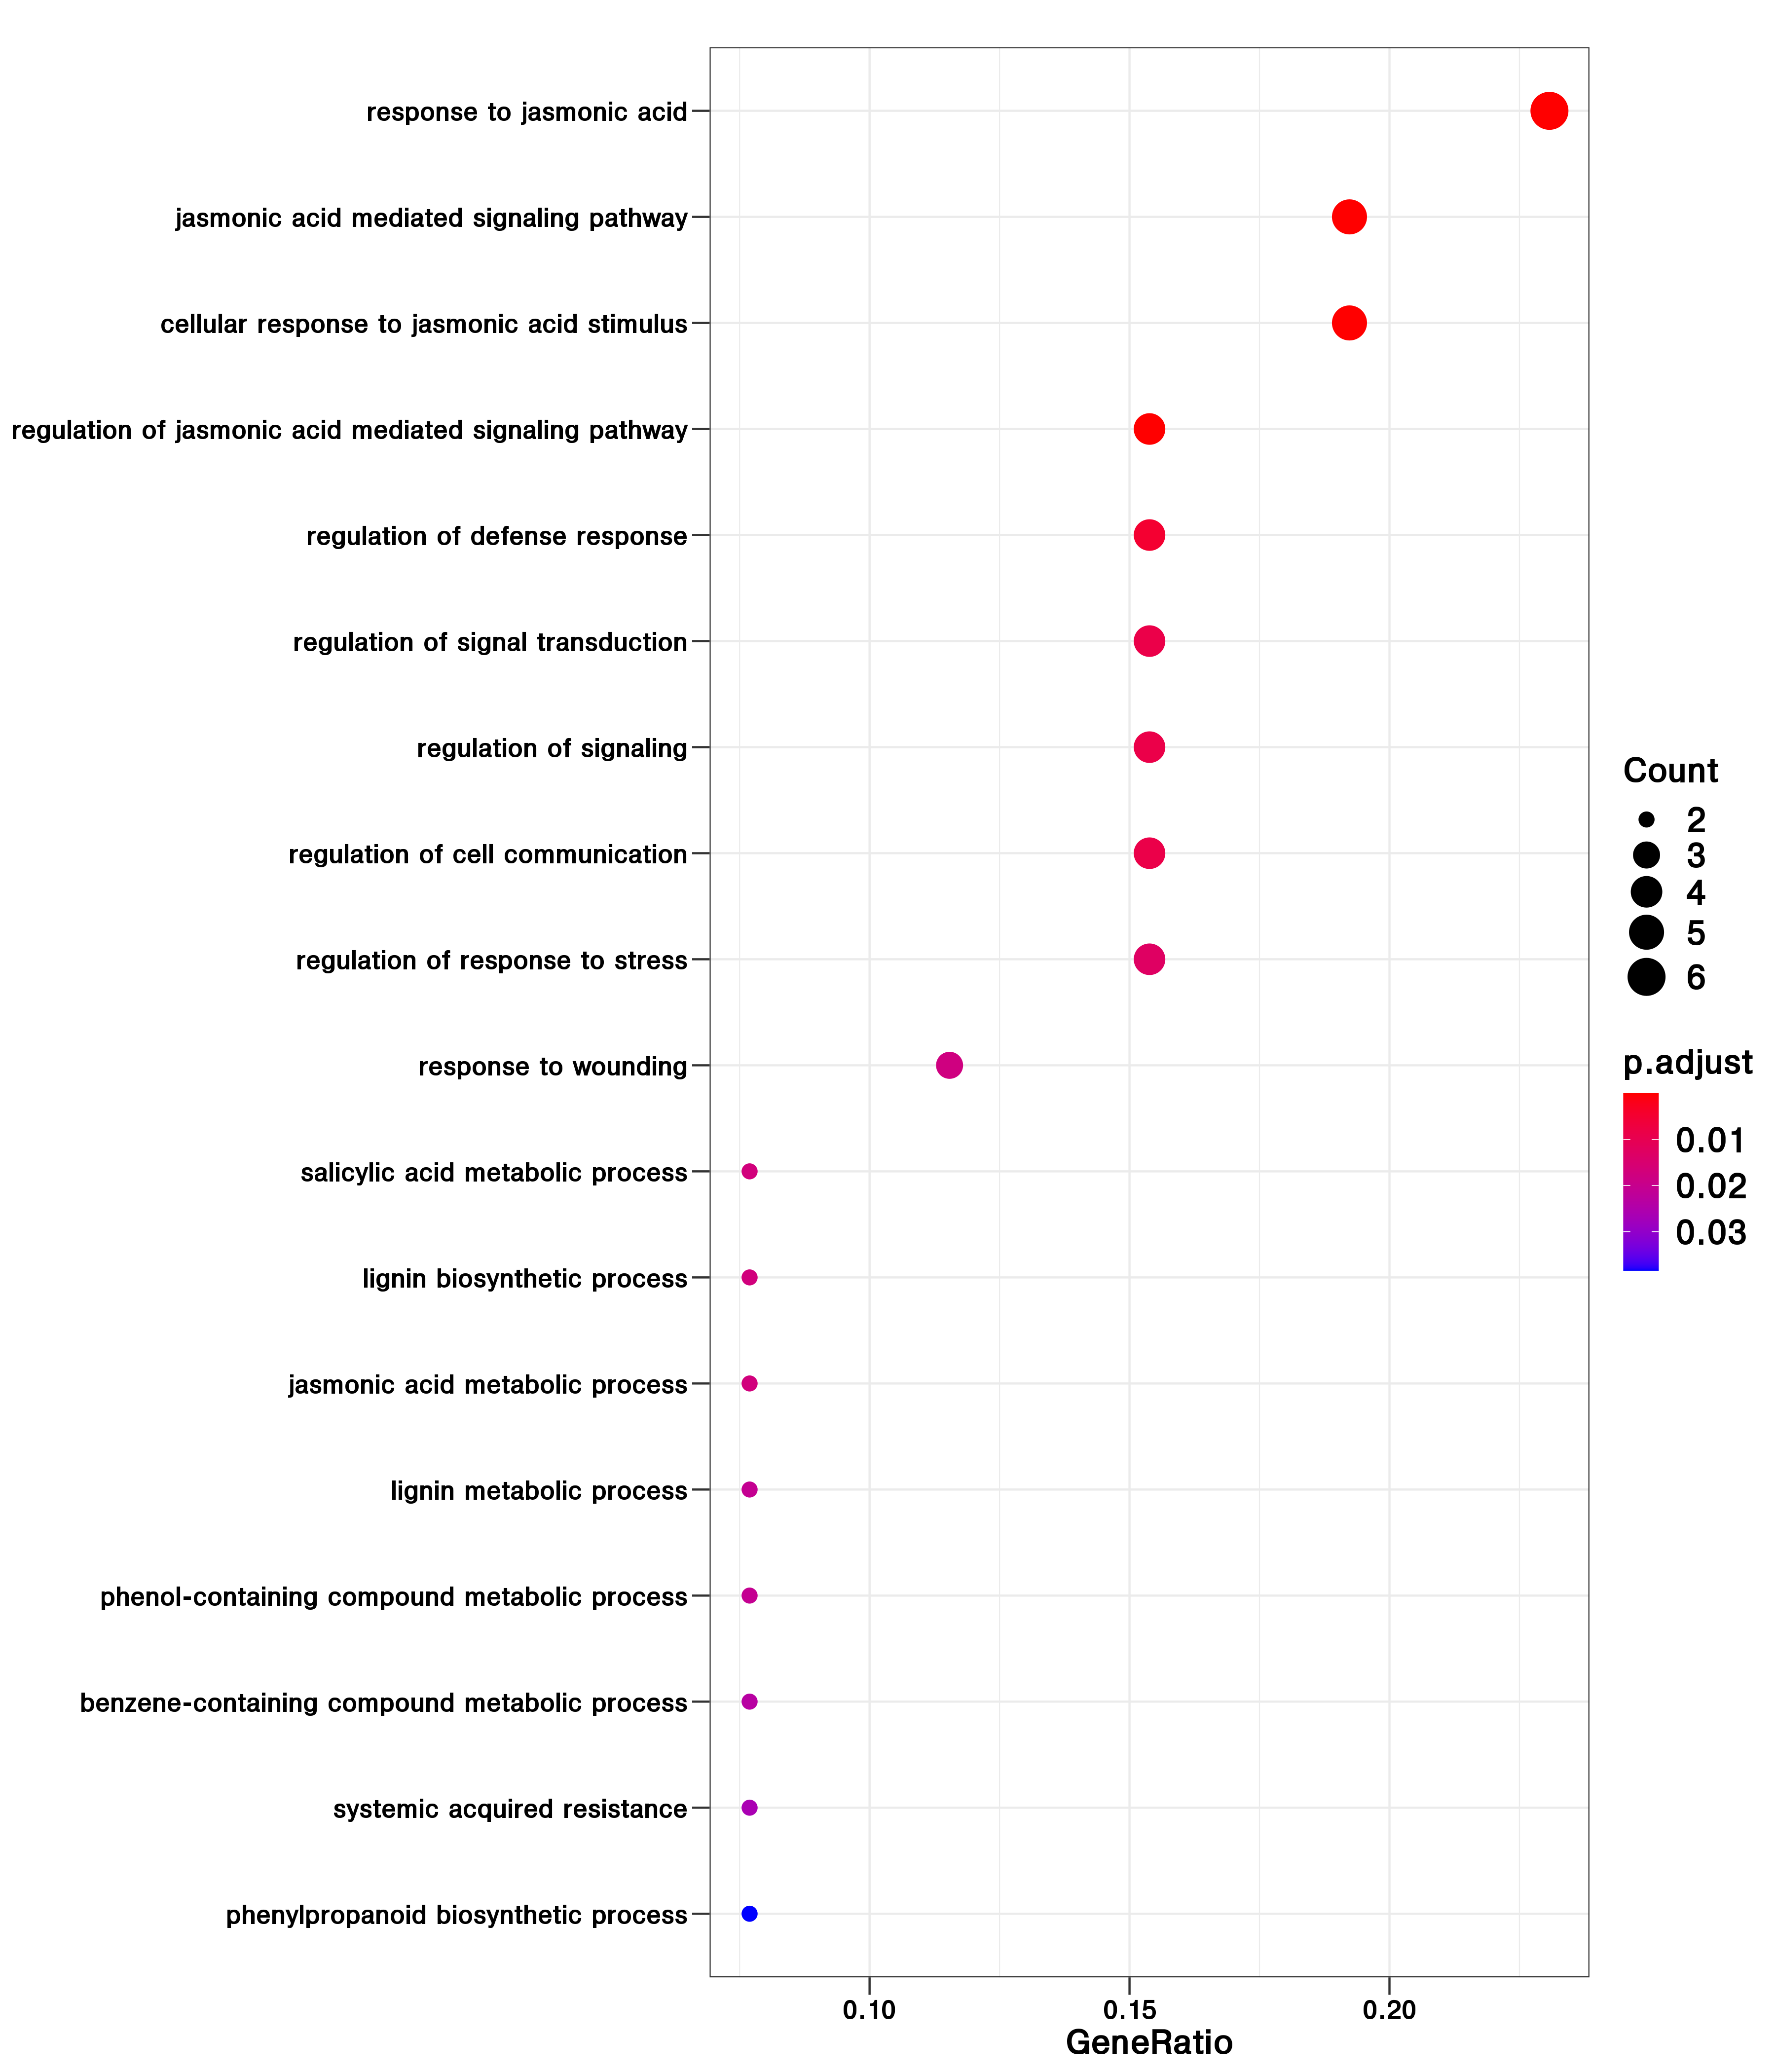 response to jasmonic acid
jasmonic acid mediated signaling pathway
cellular response to jasmonic acid stimulus
regulation of jasmonic acid mediated signaling pathway
regulation of defense response
regulation of signal transduction
regulation of signaling
regulation of cell communication
regulation of response to stress
response to wounding
salicylic acid metabolic process
lignin biosynthetic process
jasmonic acid metabolic process
lignin metabolic process
phenol-containing compound metabolic process
benzene-containing compound metabolic process
systemic acquired resistance
phenylpropanoid biosynthetic process
0.10 0.15 0.20
GeneRatio
Count
2
3
4
5
6
p.adjust
0.01
0.02
0.03